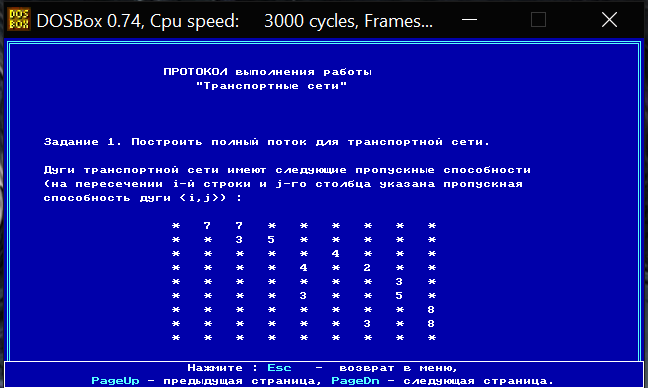 DOS BOX DOSBox 0.74, Cpu speed: 3000 cycles, Frames...
ПРОТОКОЛ выполнения работы
"Транспортные сети"
Задание 1. Построить полный поток для транспортной сети.
Дуги транспортной сети имеют следующие пропускные способности
(на пересечении i-й строки и j-го столбца указана пропускная
способность дуги <i,j>) :
* 7 7 * * * * * *
* * 3 5 * * * * *
* * * * * 4 * * *
* * * * 4 * 2 * *
* * * * * * * 3 *
* * * * 3 * * 5 *
* * * * * * * * 8
* * * * * * 3 * 8
* * * * * * * * *
Нажмите : Esc - возврат в меню,
PageUp - предыдущая страница, PageDn - следующая страница.